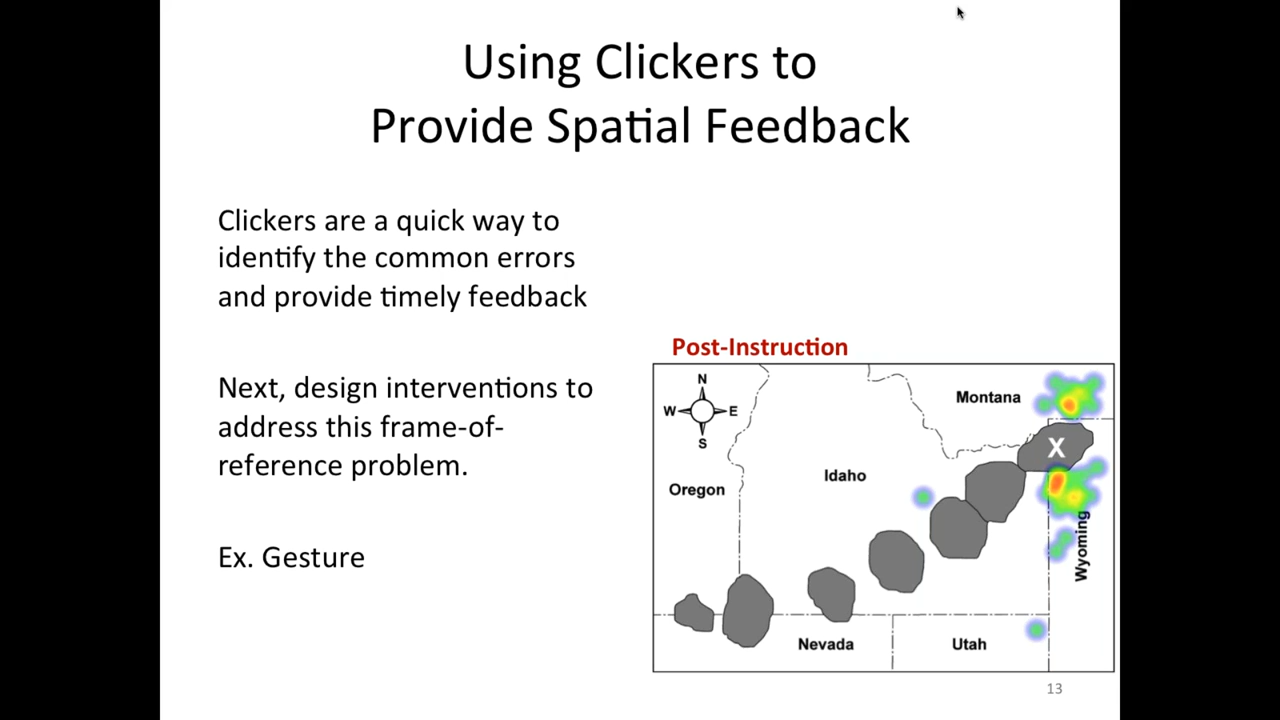 Using Clickers to
Provide Spatial Feedback
Clickers are a quick way to
identify the common errors
and provide timely feedback
Next, design interventions to
address this frame-of-
reference problem.
Ex. Gesture
Post-Instruction
N
W E
S
Montana
X
Idaho
Oregon
Wyoming
Nevada
Utah
13